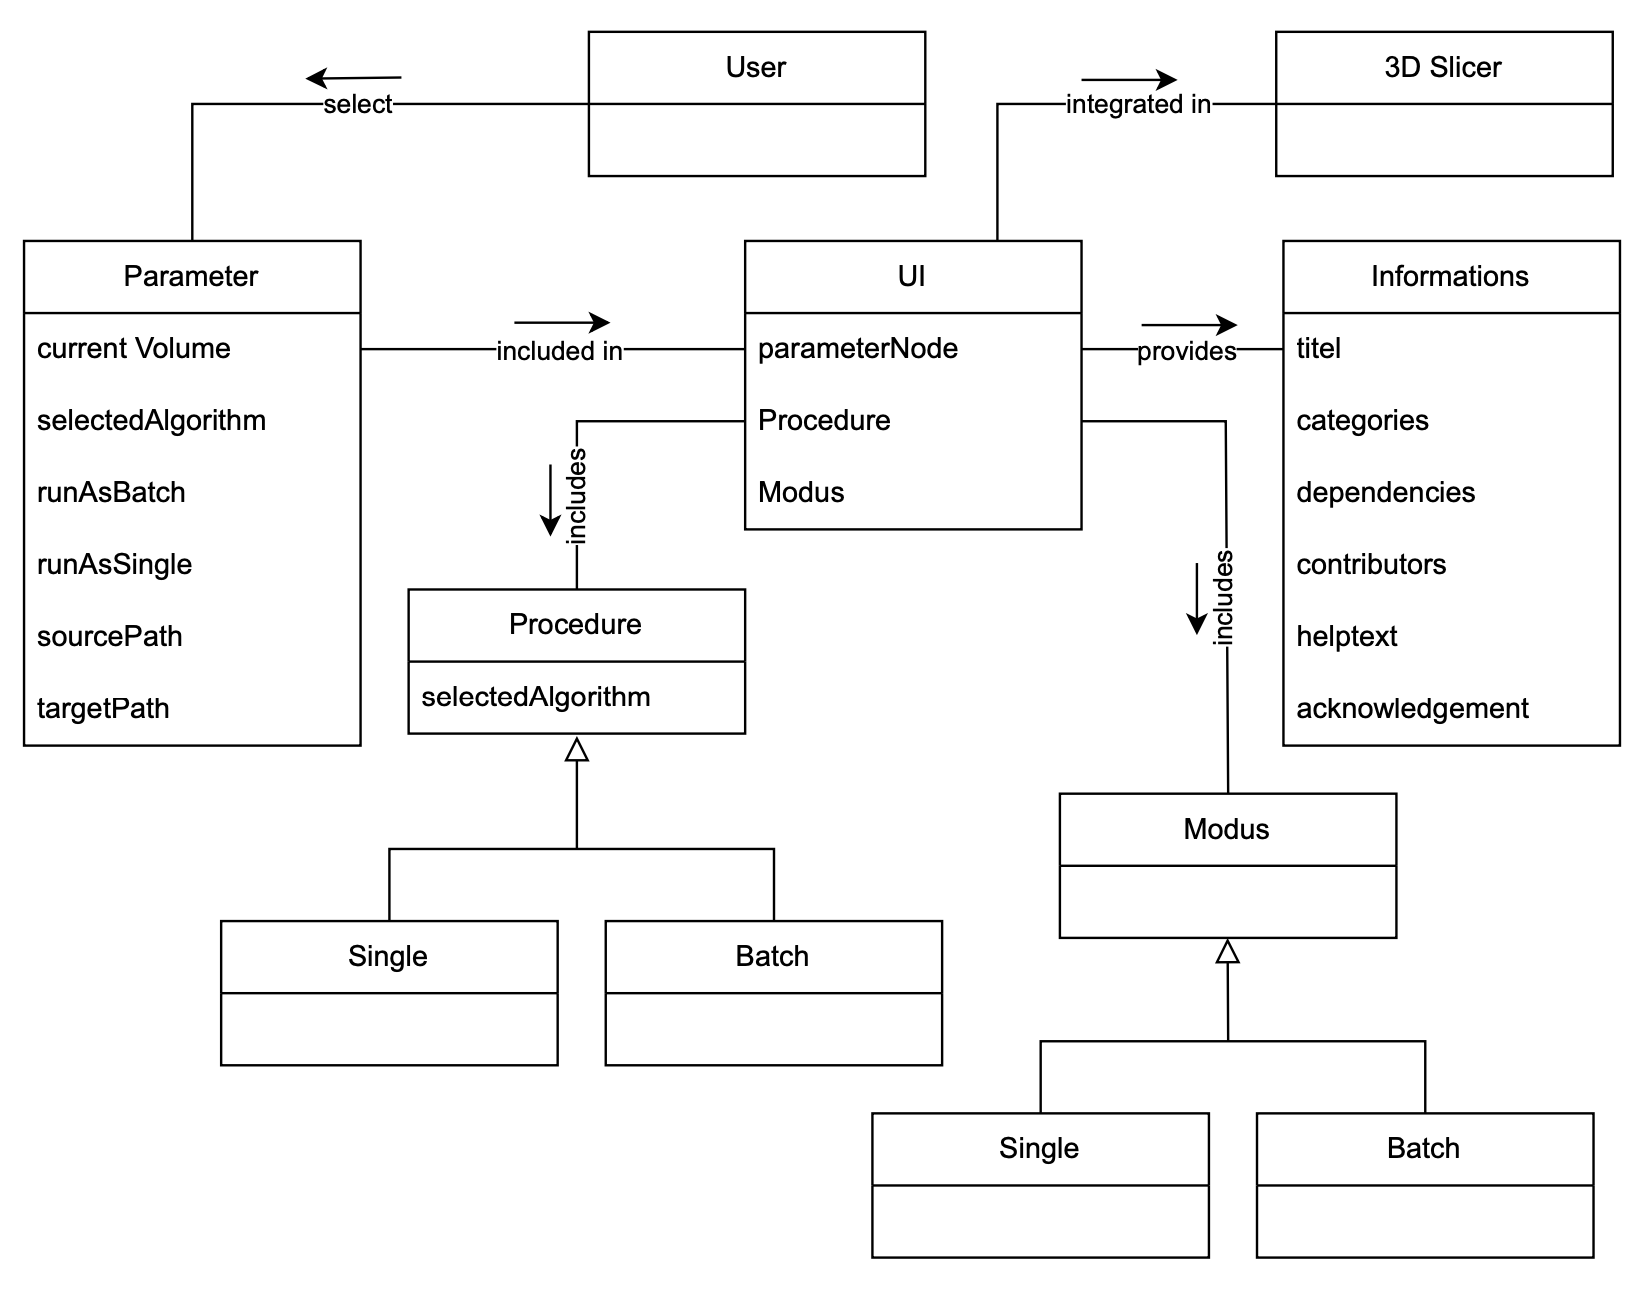 User
3D Slicer
select
integrated in
Parameter
current Volume
selectedAlgorithm
runAsBatch
runAsSingle
sourcePath
targetPath
included in
UI
parameterNode
Procedure
Modus
provides
Informations
titel
categories
dependencies
contributors
helptext
acknowledgement
includes
includes
Procedure
selectedAlgorithm
Modus
Single
Batch
Single
Batch